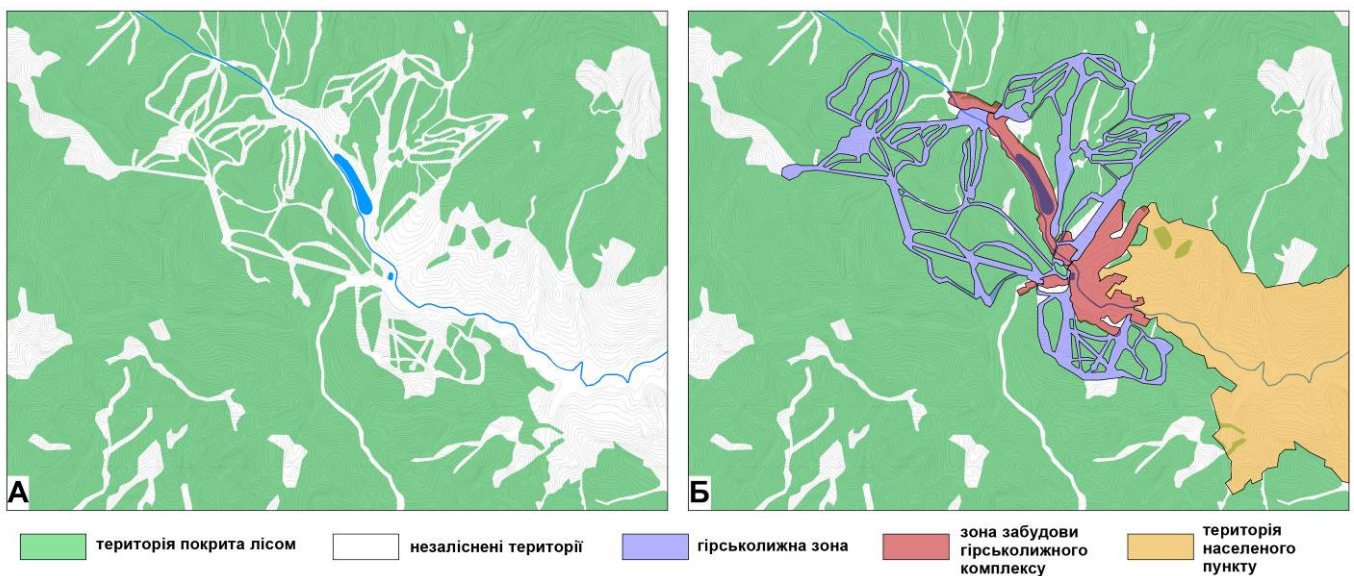 А
Б
територія покрита лісом
незаліснені території
гірськолижна зона
зона забудови
гірськолижного
комплексу
територія
населеного
пункту